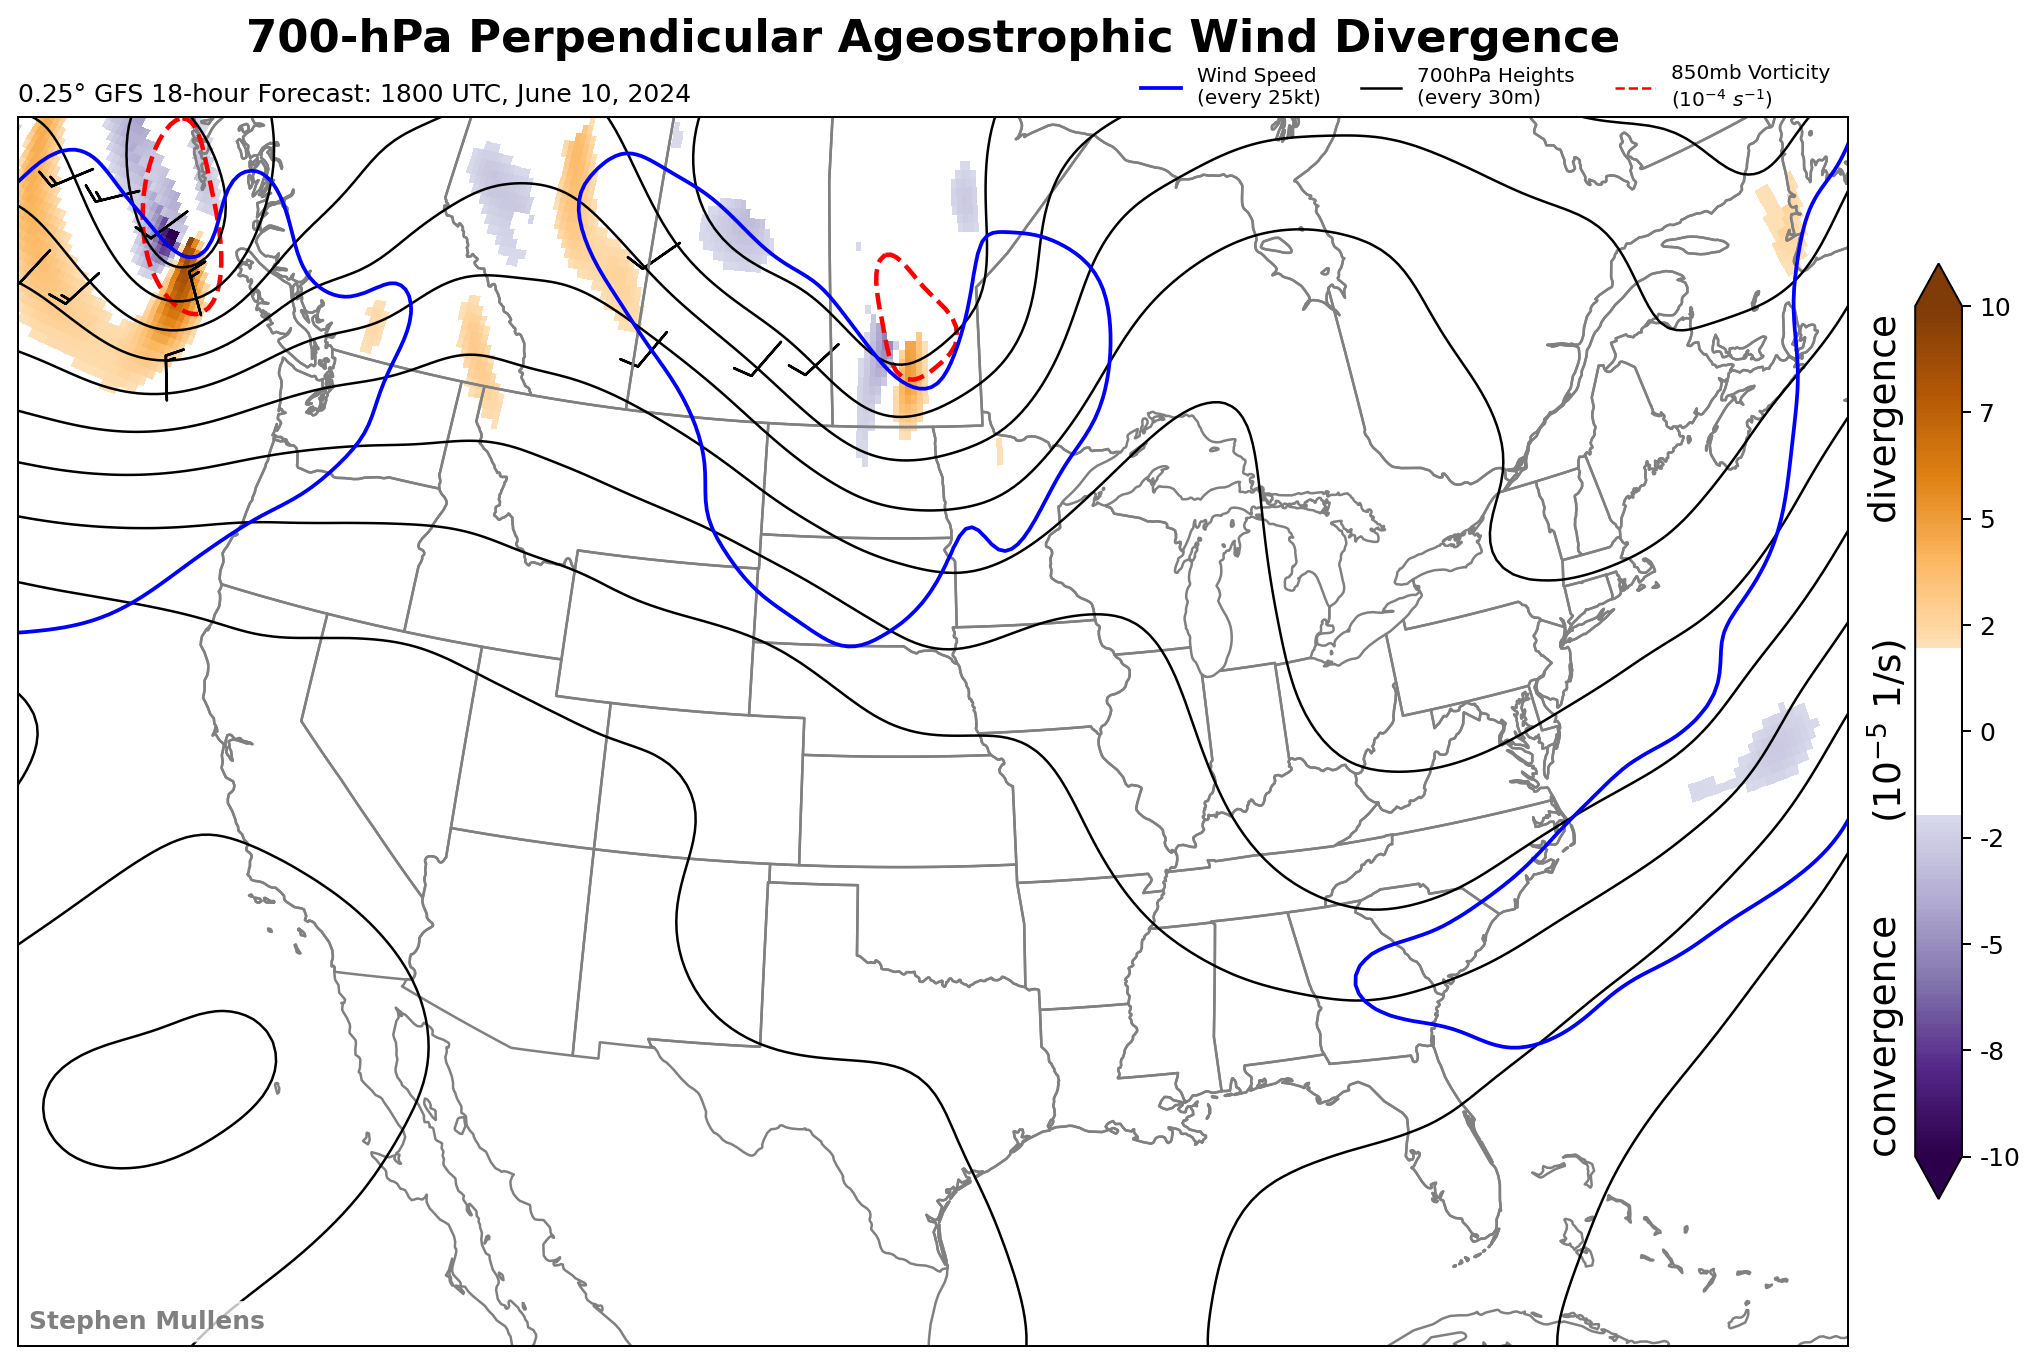 700-hPa Perpendicular Ageostrophic Wind Divergence
0.25° GFS 18-hour Forecast: 1800 UTC, June 10, 2024
Wind Speed
(every 25kt)
700hPa Heights
(every 30m)
850mb Vorticity
(10⁻⁴ s⁻¹)
10
7
5
2
0
-2
-5
-8
-10
convergence (10⁻⁵ 1/s) divergence
Stephen Mullens